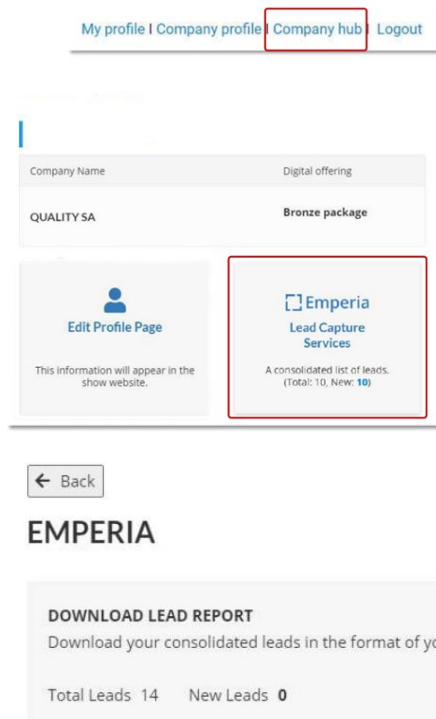 My profile I Company profile I Company hub I Logout
Company Name Digital offering
QUALITY SA Bronze package
Edit Profile Page
This information will appear in the
show website.
Emperia
Lead Capture
Services
A consolidated list of leads.
(Total: 10, New: 10)
← Back
EMPERIA
DOWNLOAD LEAD REPORT
Download your consolidated leads in the format of yo
Total Leads 14 New Leads 0